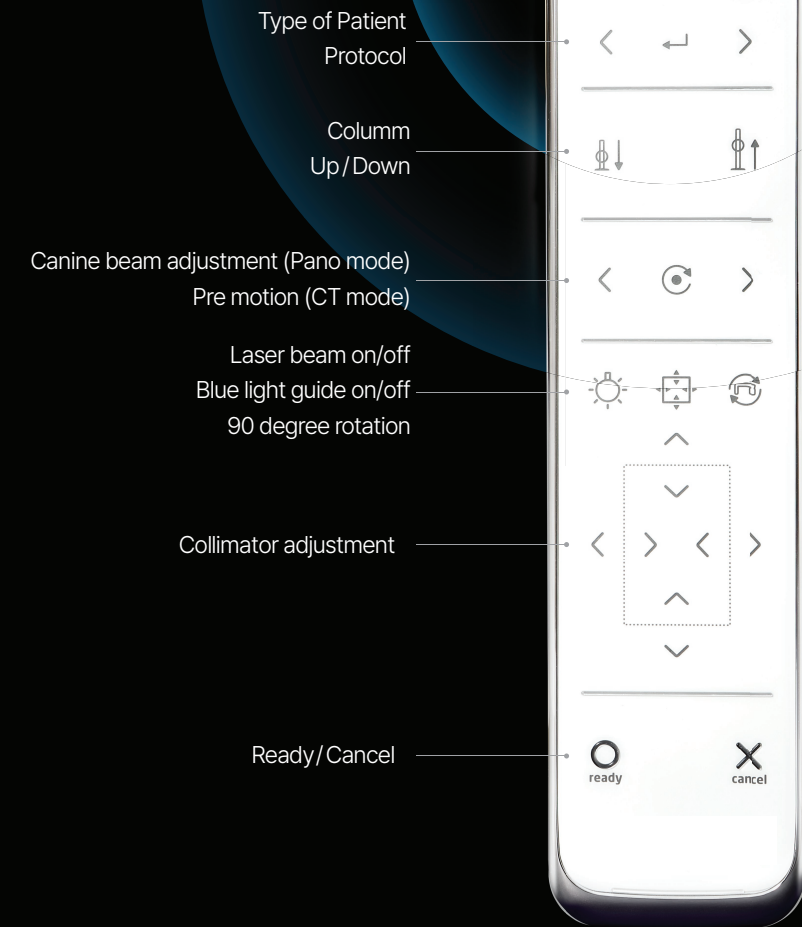 Type of Patient
Protocol
Columm
Up/Down
Canine beam adjustment (Pano mode)
Pre motion (CT mode)
Laser beam on/off
Blue light guide on/off
90 degree rotation
Collimator adjustment
Ready/Cancel
ready
cancel